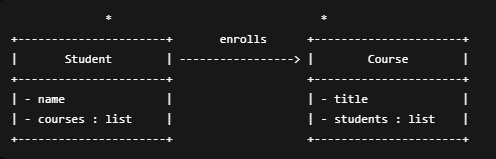 *                          *
+----------------------+   enrolls    +----------------------+
|       Student        | -----------------> |        Course        |
+----------------------+              +----------------------+
| - name               |              | - title              |
| - courses : list     |              | - students : list    |
+----------------------+              +----------------------+